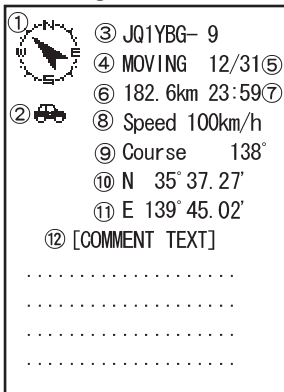 ① N
W E
S
③ JQ1YBG- 9
④ MOVING 12/31⑤
② ⑥ 182.6km 23:59⑦
⑧ Speed 100km/h
⑨ Course 138°
⑩ N 35°37.27'
⑪ E 139°45.02'
⑫ [COMMENT TEXT]
....................
....................
....................
....................